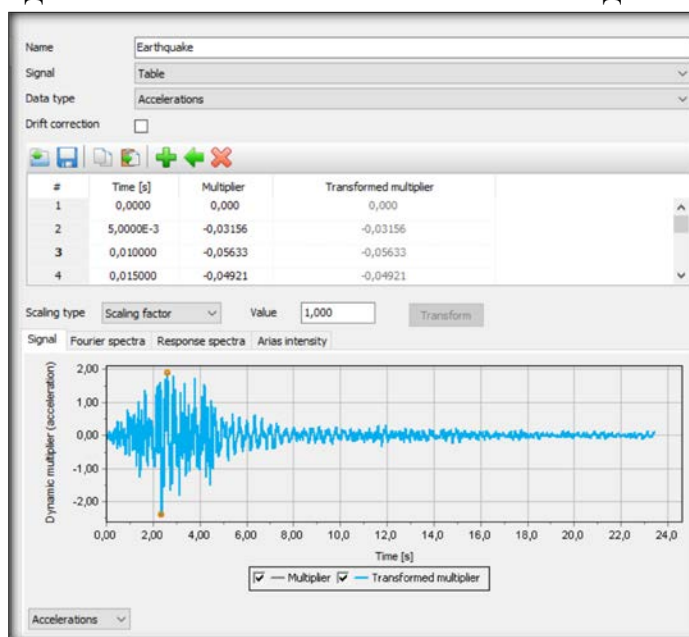 Name Earthquake
Signal Table
Data type Accelerations
Drift correction
# Time [s] Multiplier Transformed multiplier
1 0,0000 0,000 0,000
2 5,0000E-3 -0,03156 -0,03156
3 0,010000 -0,05633 -0,05633
4 0,015000 -0,04921 -0,04921
Scaling type Scaling factor Value 1,000 Transform
Signal Fourier spectra Response spectra Arias intensity
Dynamic multiplier (acceleration)
2,00
1,00
0,00
-1,00
-2,00
0,00 2,00 4,00 6,00 8,00 10,0 12,0 14,0 16,0 18,0 20,0 22,0 24,0
Time [s]
Multiplier Transformed multiplier
Accelerations